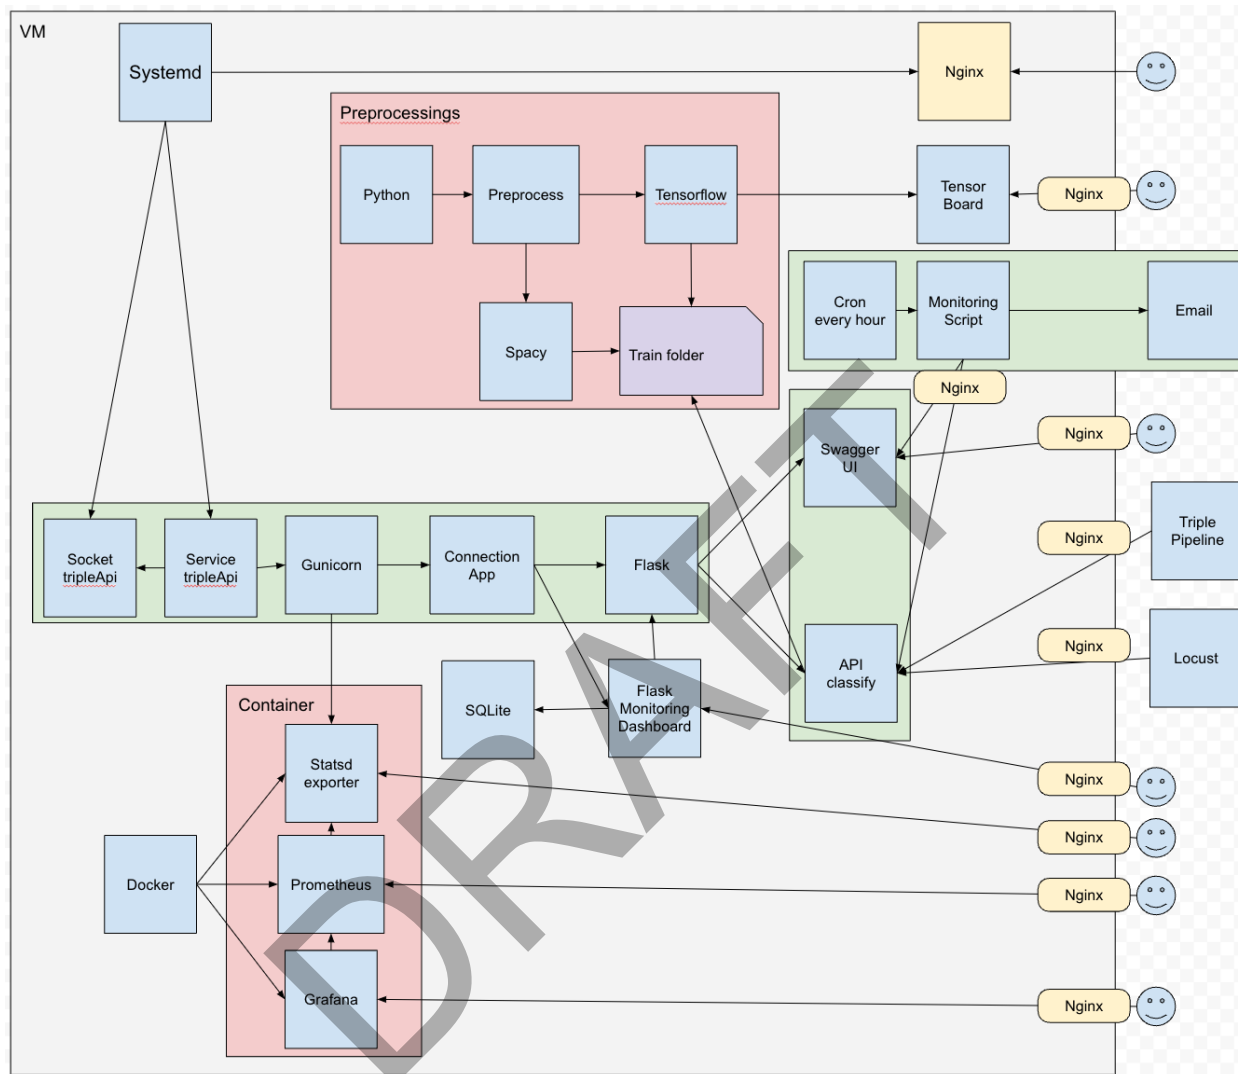 VM
Systemd
Nginx
Preprocessings
Python
Preprocess
Tensorflow
Tensor
Board
Nginx
Cron
every hour
Monitoring
Script
Email
Spacy
Train folder
Nginx
Swagger
UI
Nginx
Socket
tripleApi
Service
tripleApi
Gunicorn
Connection
App
Flask
Nginx
Triple
Pipeline
API
classify
Nginx
Locust
SQLite
Flask
Monitoring
Dashboard
Container
Statsd
exporter
Nginx
Nginx
Docker
Prometheus
Nginx
Grafana
Nginx
DRAFT